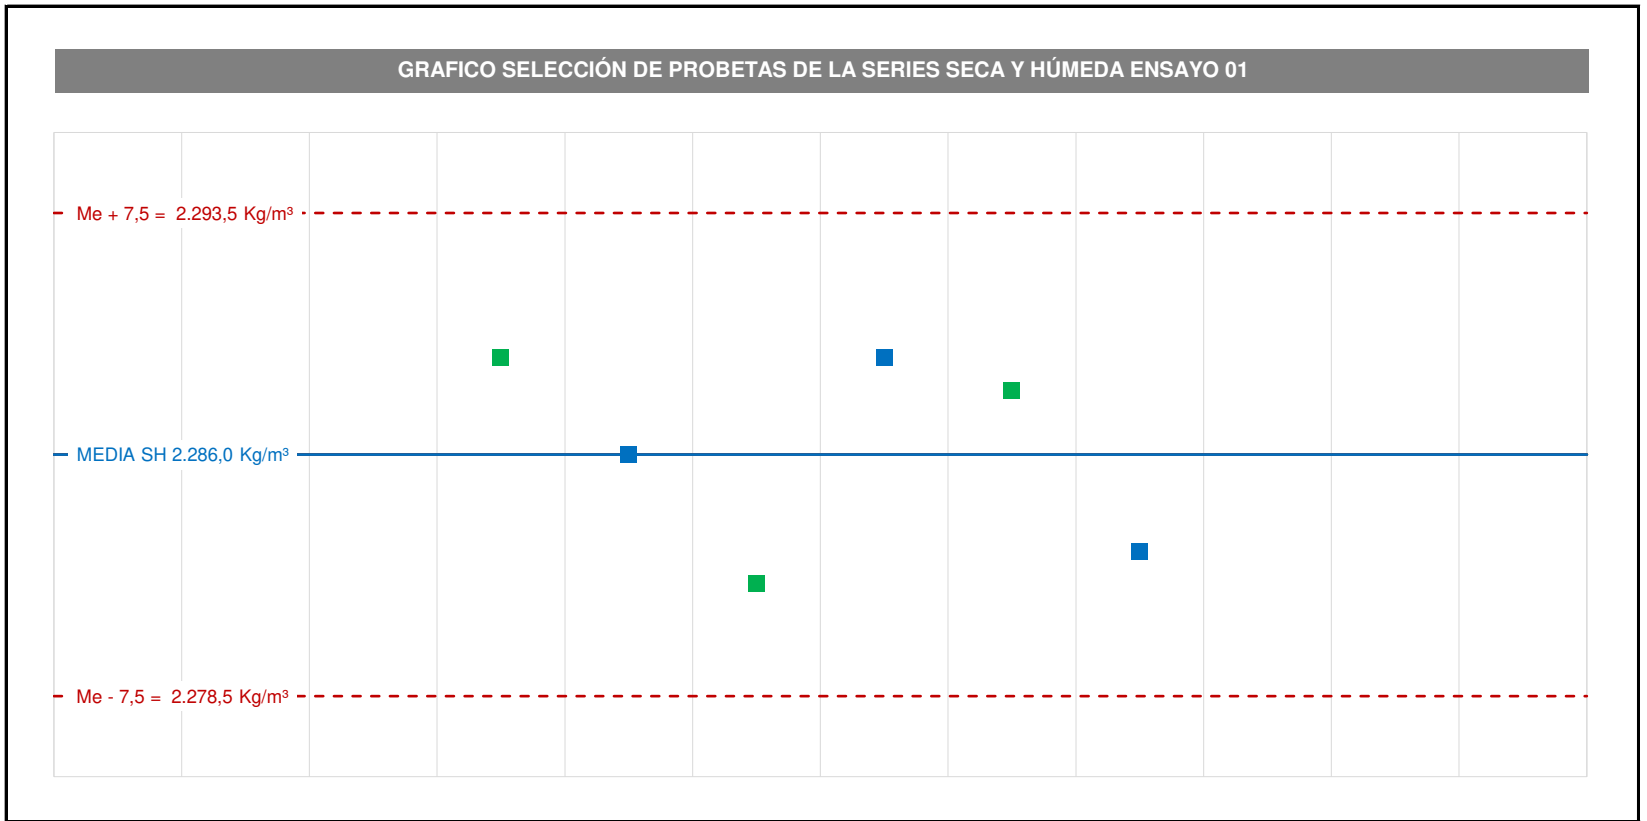 GRAFICO SELECCIÓN DE PROBETAS DE LA SERIES SECA Y HÚMEDA ENSAYO 01
Me + 7,5 = 2.293,5 Kg/m³
MEDIA SH 2.286,0 Kg/m³
Me - 7,5 = 2.278,5 Kg/m³